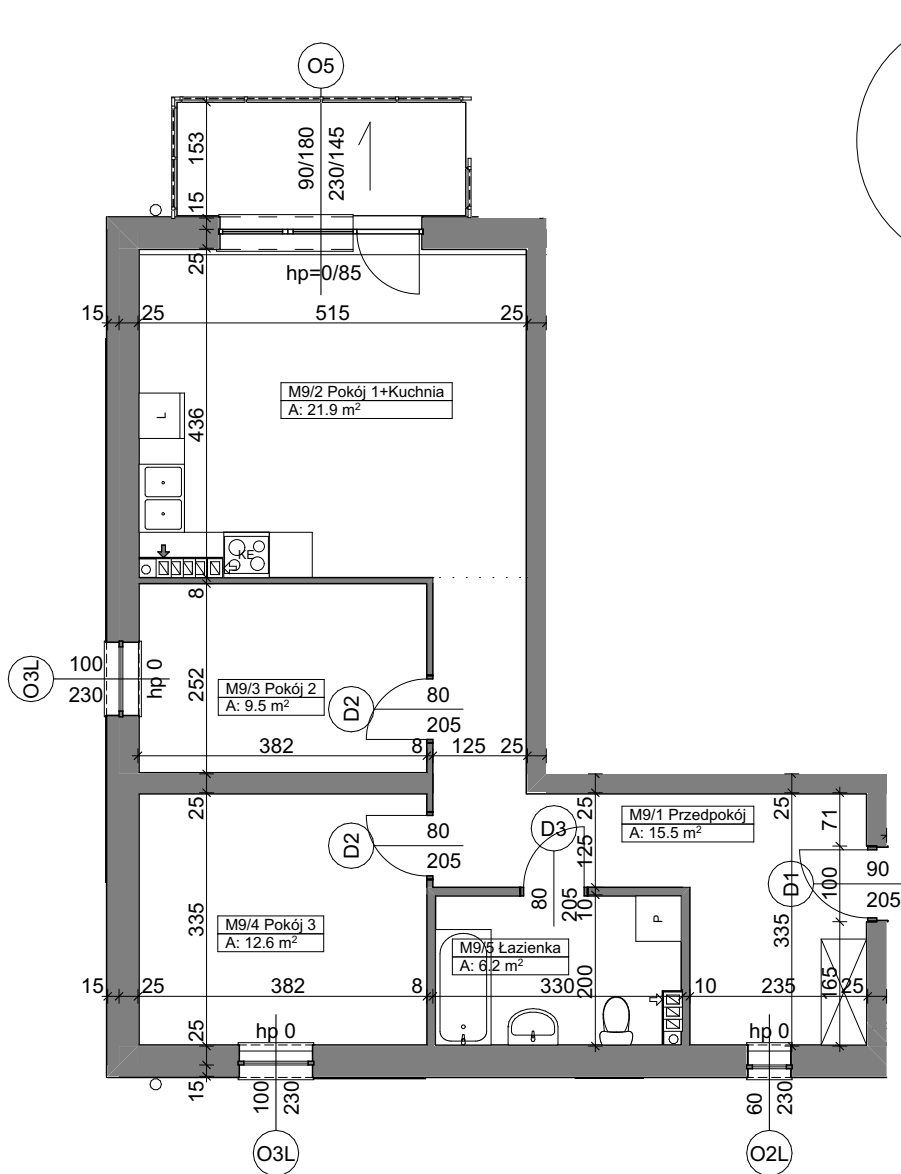 O5
153
90/180
230/145
15
25
hp=0/85
15
25
515
25
M9/2 Pokój 1+Kuchnia
A: 21.9 m²
L
436
KE
8
O3L
100
230
hp 0
252
M9/3 Pokój 2
A: 9.5 m²
D2
80
205
382
8
125
25
25
D2
80
205
D3
80
205
125
10
25
M9/1 Przedpokój
A: 15.5 m²
25
71
D1
90
205
100
335
335
M9/4 Pokój 3
A: 12.6 m²
M9/5 Łazienka
A: 6.2 m²
P
15
25
382
8
330
200
10
235
165
25
25
hp 0
hp 0
15
100
230
60
230
O3L
O2L